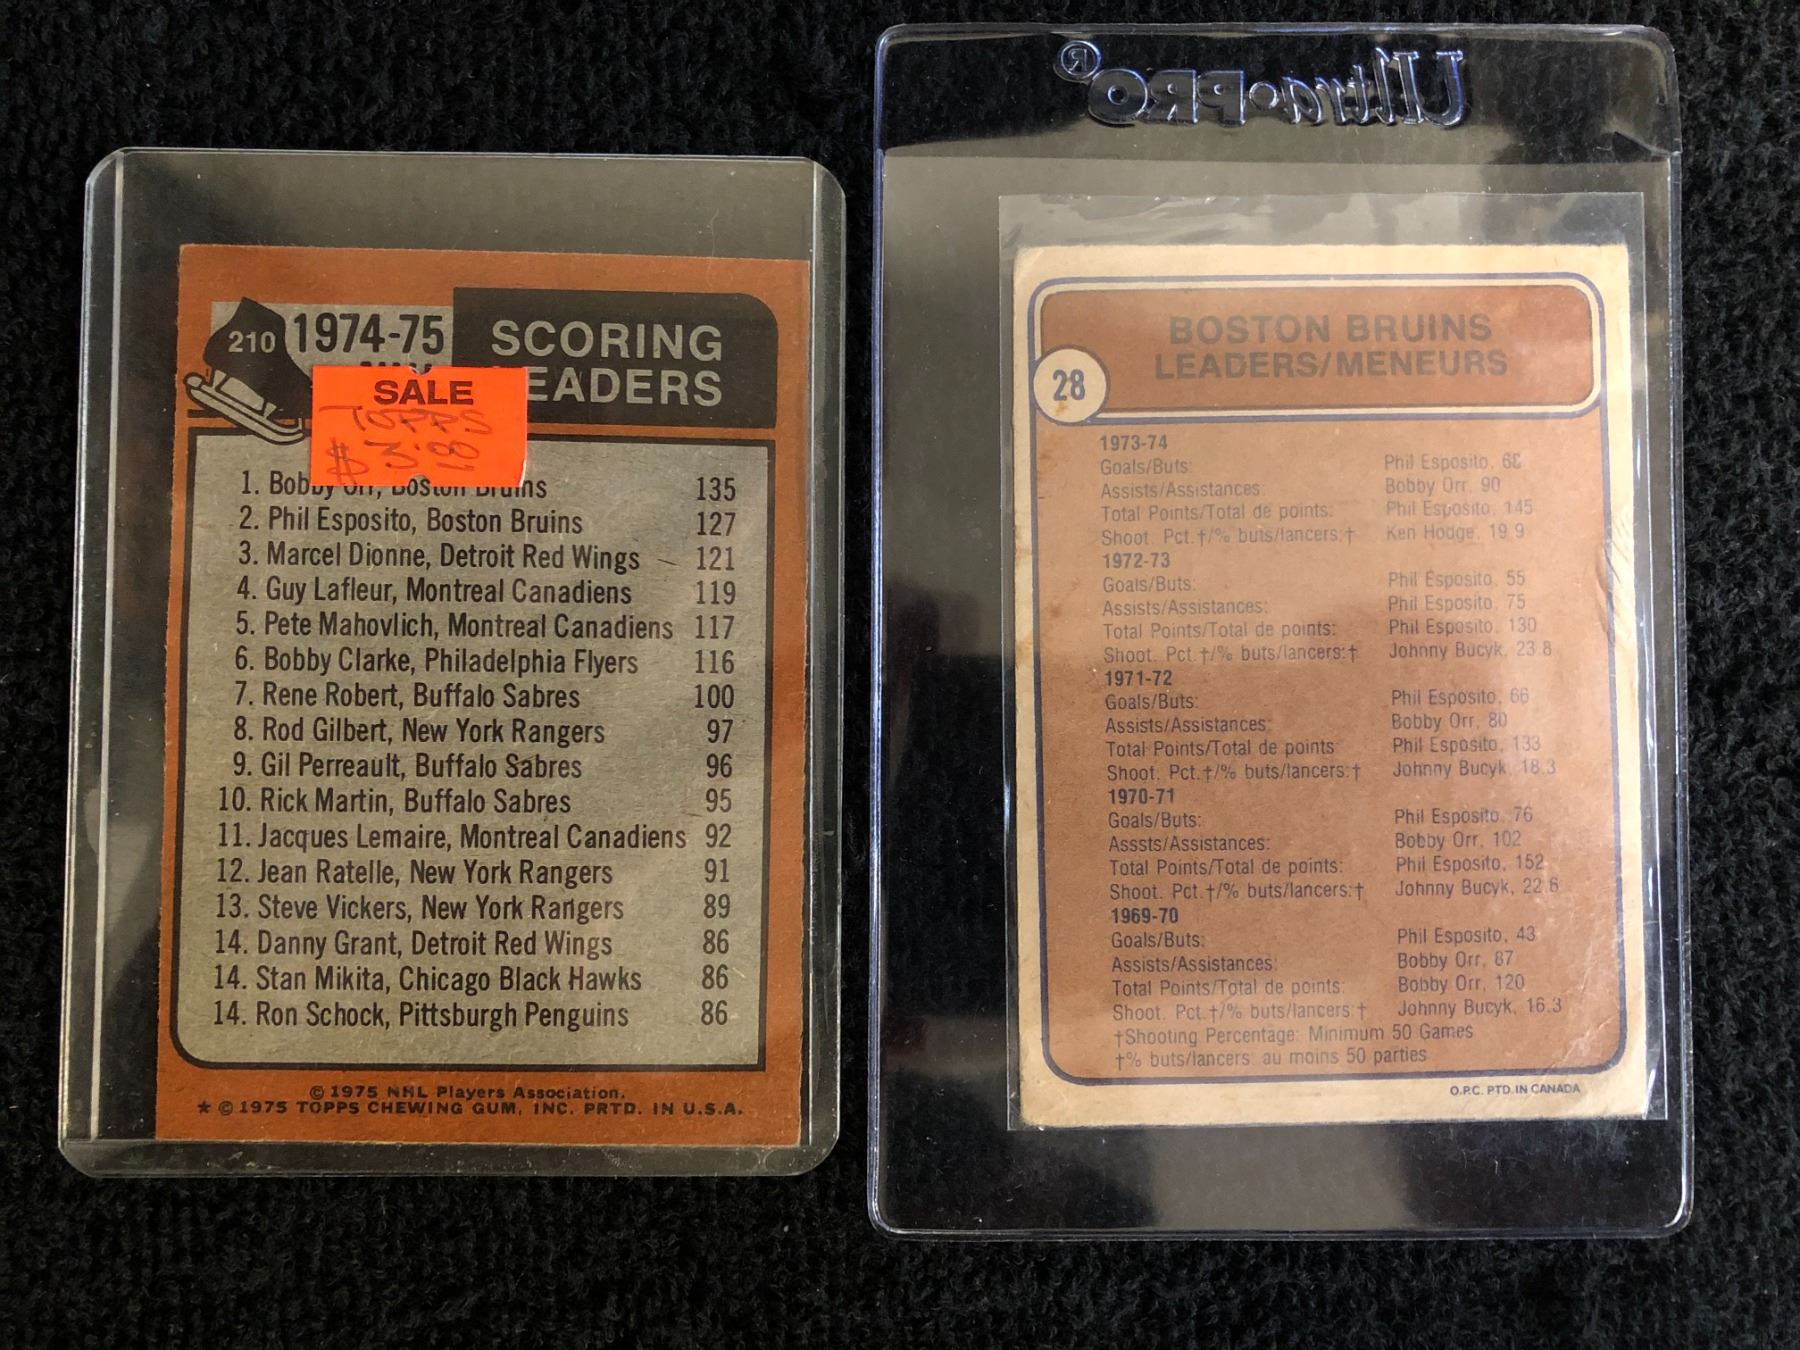 210
1974-75
SCORING
LEADERS
SALE
TOPPS
$3.00
1. Bobby Orr, Boston Bruins 135
2. Phil Esposito, Boston Bruins 127
3. Marcel Dionne, Detroit Red Wings 121
4. Guy Lafleur, Montreal Canadiens 119
5. Pete Mahovlich, Montreal Canadiens 117
6. Bobby Clarke, Philadelphia Flyers 116
7. Rene Robert, Buffalo Sabres 100
8. Rod Gilbert, New York Rangers 97
9. Gil Perreault, Buffalo Sabres 96
10. Rick Martin, Buffalo Sabres 95
11. Jacques Lemaire, Montreal Canadiens 92
12. Jean Ratelle, New York Rangers 91
13. Steve Vickers, New York Rangers 89
14. Danny Grant, Detroit Red Wings 86
14. Stan Mikita, Chicago Black Hawks 86
14. Ron Schock, Pittsburgh Penguins 86
© 1975 NHL Players Association.
★ © 1975 TOPPS CHEWING GUM, INC. PRTD. IN U.S.A.
Ultra•PRO®
BOSTON BRUINS
LEADERS/MENEURS
28
1973-74
Goals/Buts: Phil Esposito, 68
Assists/Assistances: Bobby Orr, 90
Total Points/Total de points: Phil Esposito, 145
Shoot. Pct.†/% buts/lancers:† Ken Hodge, 19.9
1972-73
Goals/Buts: Phil Esposito, 55
Assists/Assistances: Phil Esposito, 75
Total Points/Total de points: Phil Esposito, 130
Shoot. Pct.†/% buts/lancers:† Johnny Bucyk, 23.8
1971-72
Goals/Buts: Phil Esposito, 66
Assists/Assistances: Bobby Orr, 80
Total Points/Total de points Phil Esposito, 133
Shoot. Pct.†/% buts/lancers:† Johnny Bucyk, 18.3
1970-71
Goals/Buts: Phil Esposito, 76
Asssts/Assistances: Bobby Orr, 102
Total Points/Total de points: Phil Esposito, 152
Shoot. Pct.†/% buts/lancers:† Johnny Bucyk, 22.6
1969-70
Goals/Buts: Phil Esposito, 43
Assists/Assistances: Bobby Orr, 87
Total Points/Total de points: Bobby Orr, 120
Shoot. Pct.†/% buts/lancers:† Johnny Bucyk, 16.3
†Shooting Percentage: Minimum 50 Games
†% buts/lancers: au moins 50 parties
O.P.C. PTD. IN CANADA